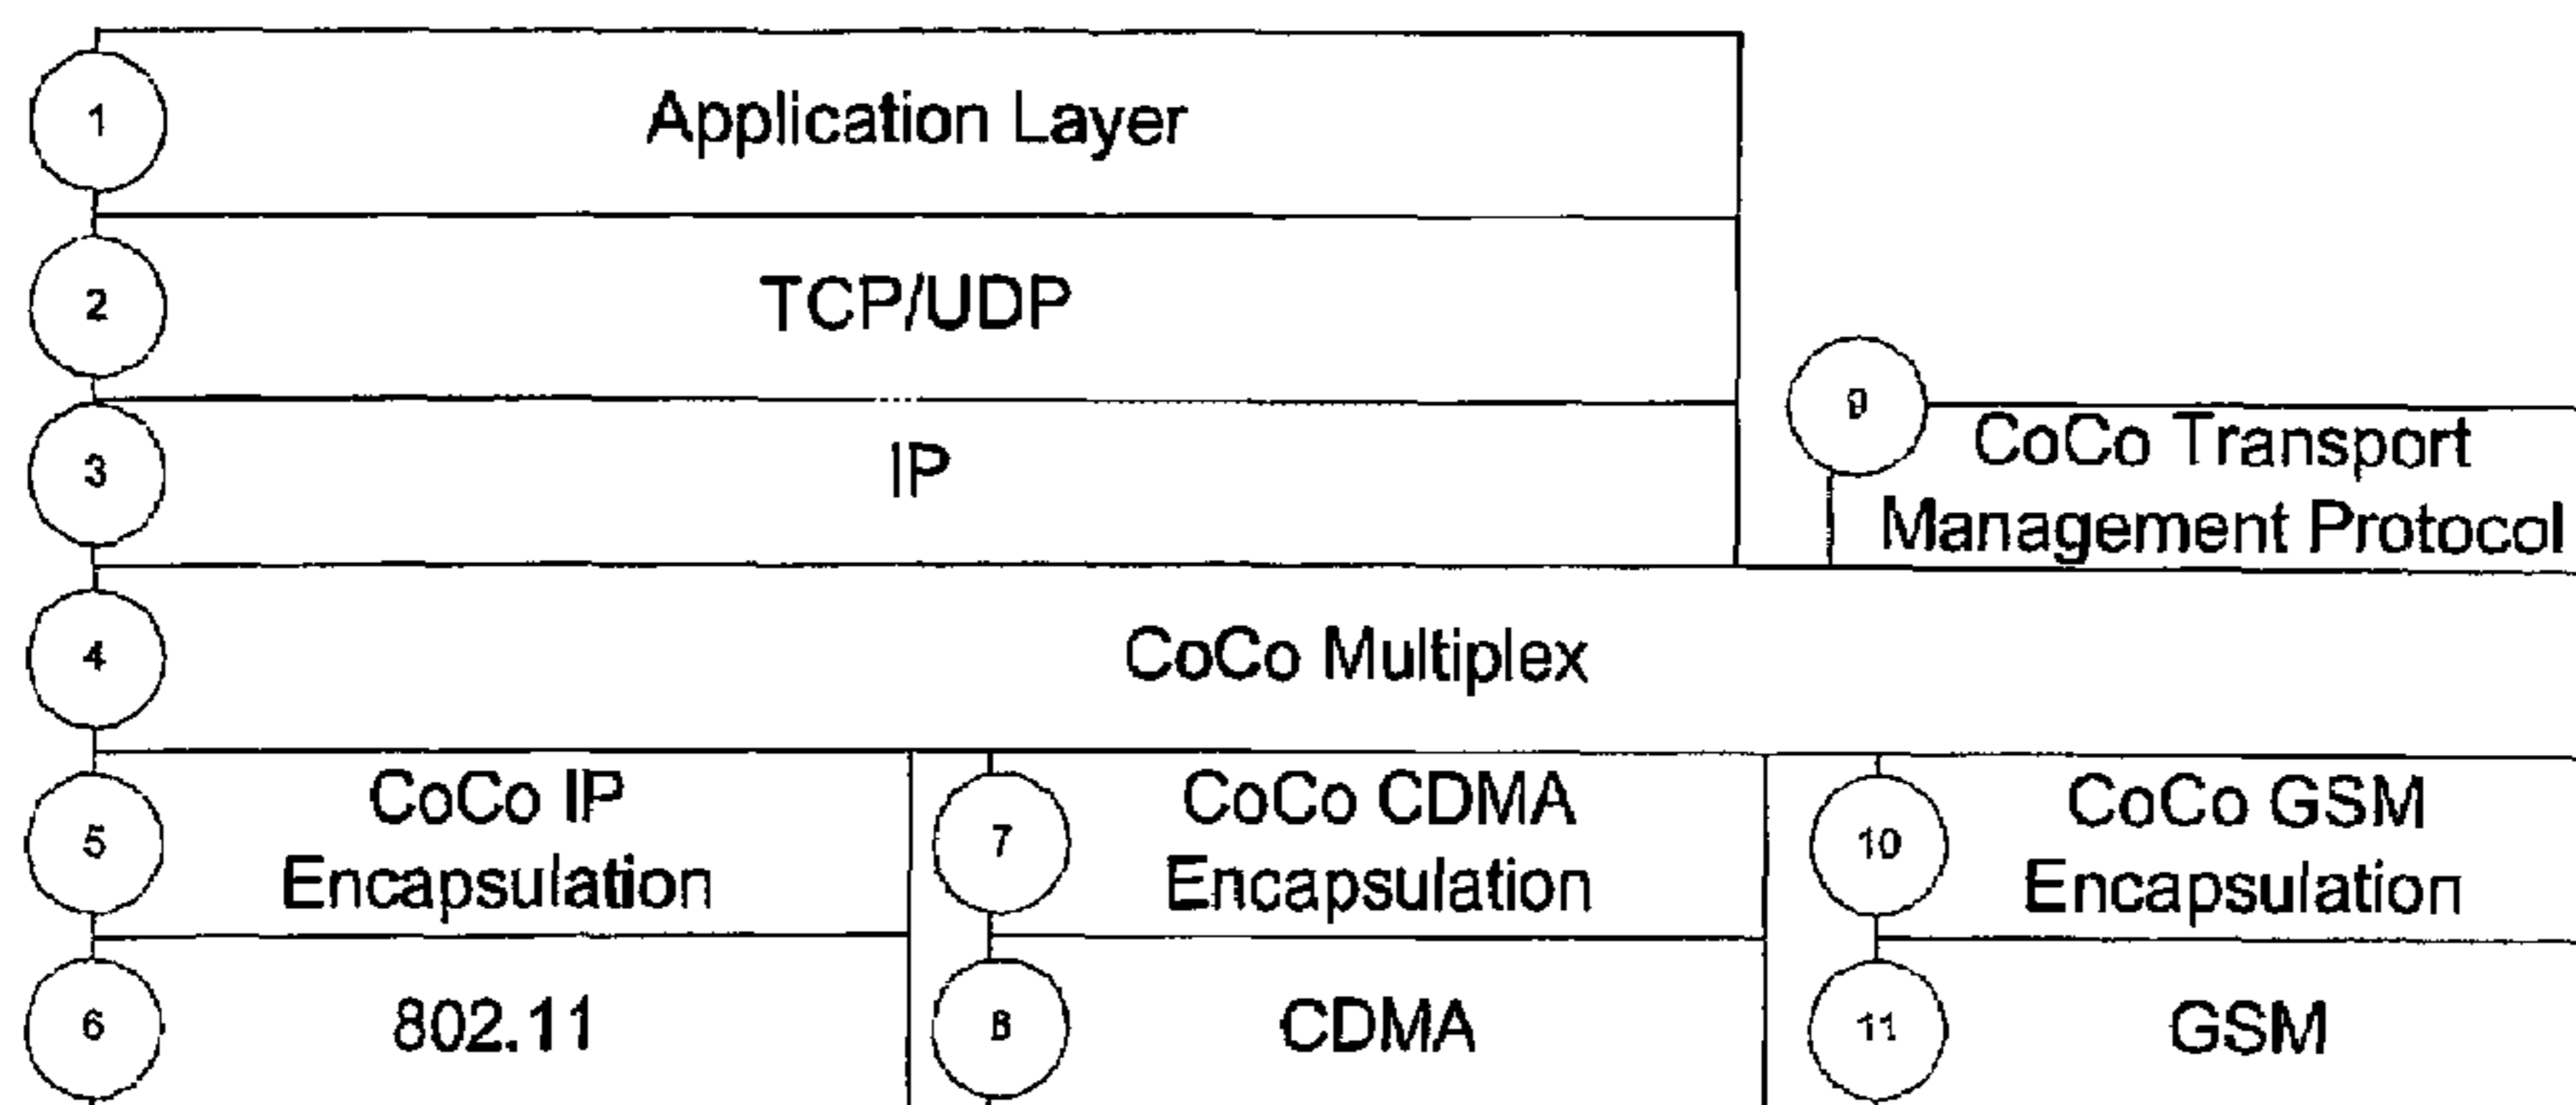 1
Application Layer
2
TCP/UDP
3
IP
9
CoCo Transport
Management Protocol
4
CoCo Multiplex
5
CoCo IP
Encapsulation
7
CoCo CDMA
Encapsulation
10
CoCo GSM
Encapsulation
6
802.11
8
CDMA
11
GSM